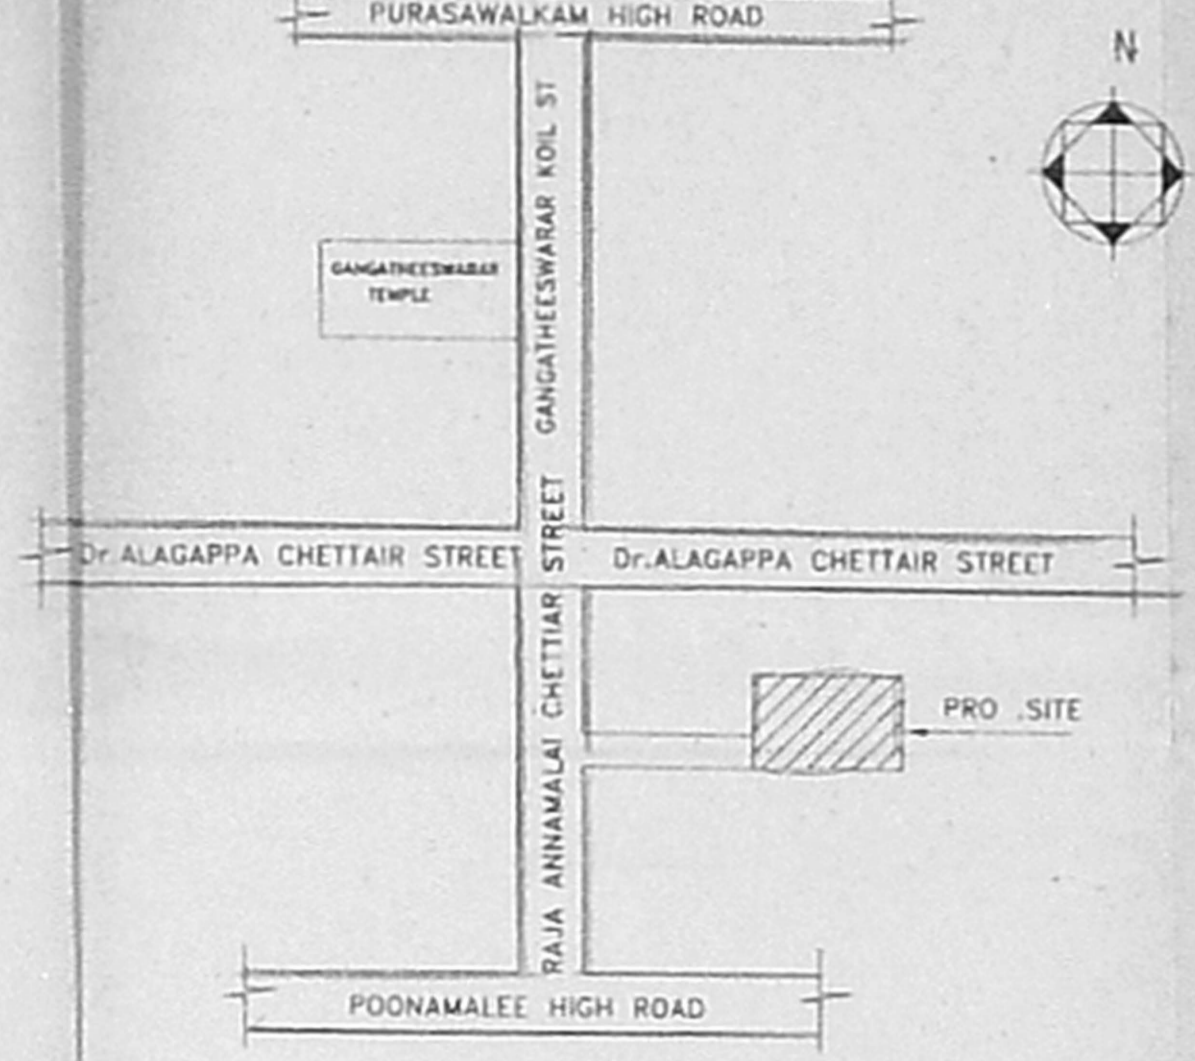 PURASAWALKAM HIGH ROAD
N
GANGATHEESWARAR KOIL ST
GANGATHEESWARAR
TEMPLE
Dr.ALAGAPPA CHETTAIR STREET
Dr.ALAGAPPA CHETTAIR STREET
RAJA ANNAMALAI CHETTIAR STREET
PRO .SITE
POONAMALEE HIGH ROAD